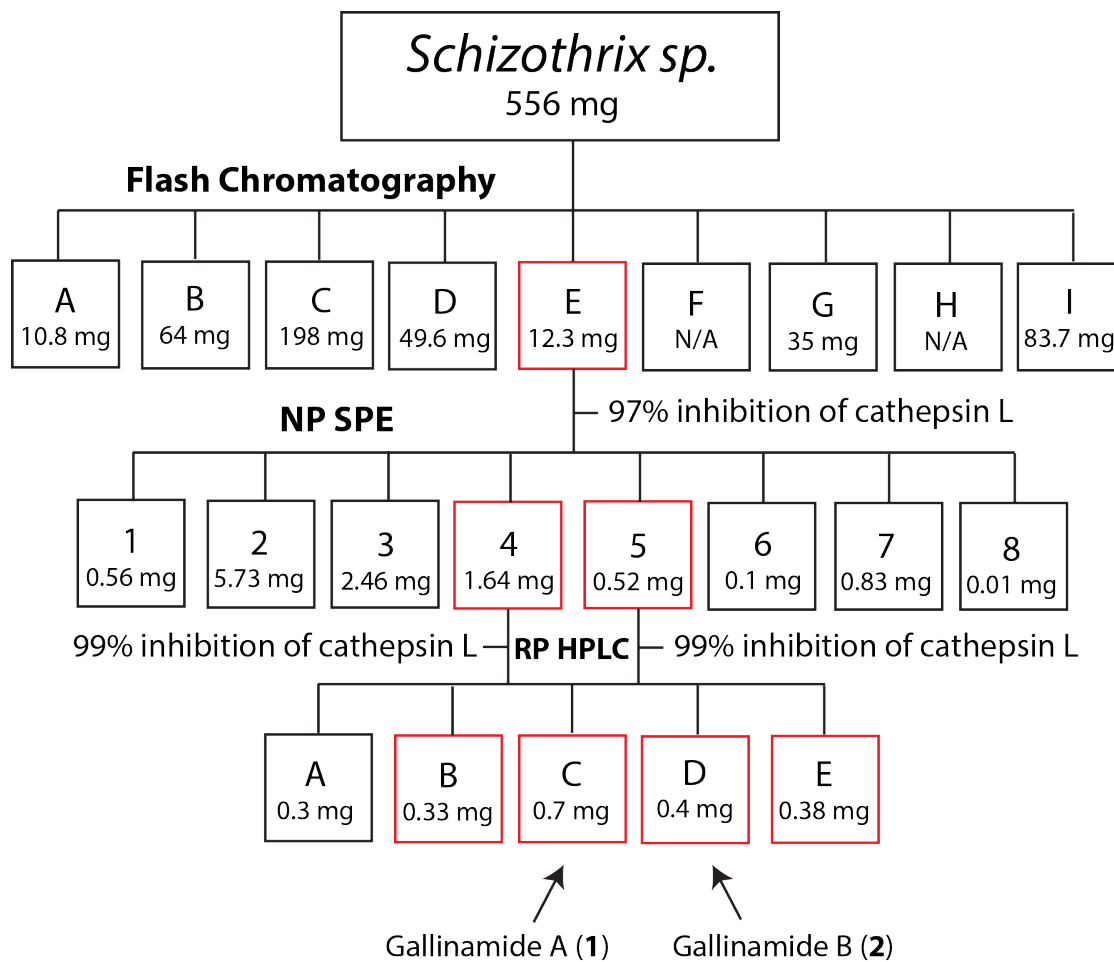 Schizothrix sp.
556 mg
Flash Chromatography
A
10.8 mg
B
64 mg
C
198 mg
D
49.6 mg
E
12.3 mg
F
N/A
G
35 mg
H
N/A
I
83.7 mg
NP SPE
97% inhibition of cathepsin L
1
0.56 mg
2
5.73 mg
3
2.46 mg
4
1.64 mg
5
0.52 mg
6
0.1 mg
7
0.83 mg
8
0.01 mg
99% inhibition of cathepsin L
RP HPLC
99% inhibition of cathepsin L
A
0.3 mg
B
0.33 mg
C
0.7 mg
D
0.4 mg
E
0.38 mg
Gallinamide A (1)
Gallinamide B (2)